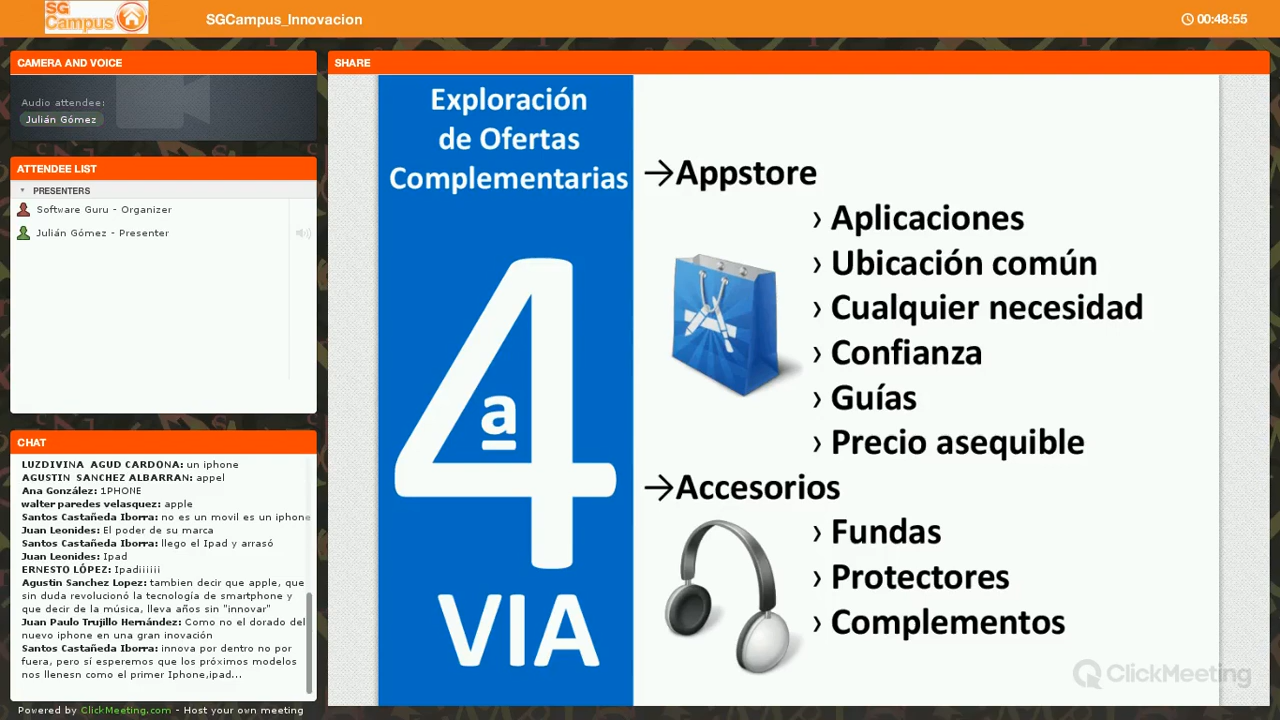 SG
Campus
SGCampus_Innovacion
00:48:55
CAMERA AND VOICE
Audio attendee:
Julián Gómez
ATTENDEE LIST
PRESENTERS
Software Guru - Organizer
Julián Gómez - Presenter
CHAT
LUZDIVINA AGUD CARDONA: un iphone
AGUSTIN SANCHEZ ALBARRAN: appel
Ana González: 1PHONE
walter paredes velasquez: apple
Santos Castañeda Iborra: no es un movil es un iphone
Juan Leonides: El poder de su marca
Santos Castañeda Iborra: llego el Ipad y arrasó
Juan Leonides: Ipad
ERNESTO LÓPEZ: Ipadiiiiii
Agustin Sanchez Lopez: tambien decir que apple, que
sin duda revolucionó la tecnología de smartphone y
que decir de la música, lleva años sin "innovar"
Juan Paulo Trujillo Hernández: Como no el dorado del
nuevo iphone en una gran inovación
Santos Castañeda Iborra: innova por dentro no por
fuera, pero sí esperemos que los próximos modelos
nos llenesn como el primer Iphone,ipad...
Powered by ClickMeeting.com - Host your own meeting
SHARE
Exploración
de Ofertas
Complementarias
4ª
VIA
→Appstore
› Aplicaciones
› Ubicación común
› Cualquier necesidad
› Confianza
› Guías
› Precio asequible
→Accesorios
› Fundas
› Protectores
› Complementos
ClickMeeting